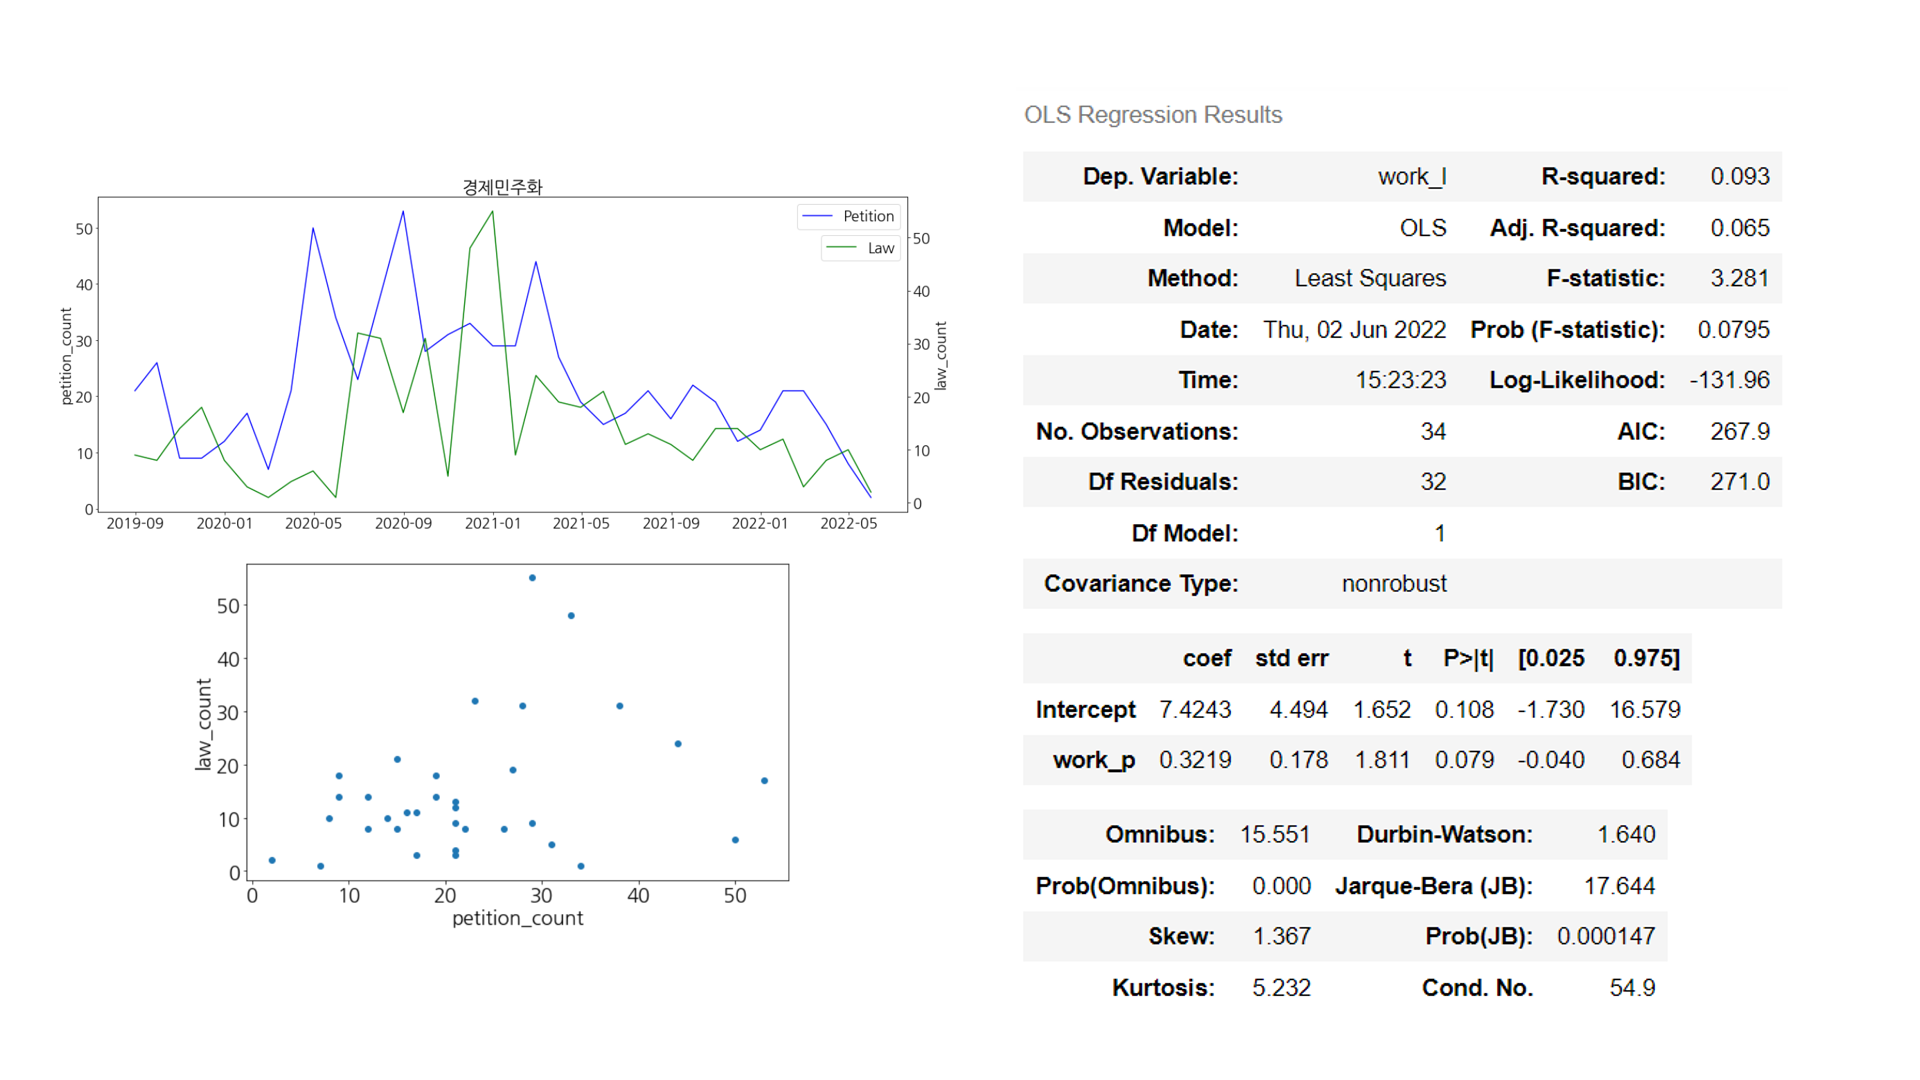 경제민주화
Petition
Law
50
40
30
20
10
0
petition_count
50
40
30
20
10
0
law_count
2019-09 2020-01 2020-05 2020-09 2021-01 2021-05 2021-09 2022-01 2022-05
50
40
30
20
10
0
law_count
0 10 20 30 40 50
petition_count
OLS Regression Results
Dep. Variable: work_l R-squared: 0.093
Model: OLS Adj. R-squared: 0.065
Method: Least Squares F-statistic: 3.281
Date: Thu, 02 Jun 2022 Prob (F-statistic): 0.0795
Time: 15:23:23 Log-Likelihood: -131.96
No. Observations: 34 AIC: 267.9
Df Residuals: 32 BIC: 271.0
Df Model: 1
Covariance Type: nonrobust
coef std err t P>|t| [0.025 0.975]
Intercept 7.4243 4.494 1.652 0.108 -1.730 16.579
work_p 0.3219 0.178 1.811 0.079 -0.040 0.684
Omnibus: 15.551 Durbin-Watson: 1.640
Prob(Omnibus): 0.000 Jarque-Bera (JB): 17.644
Skew: 1.367 Prob(JB): 0.000147
Kurtosis: 5.232 Cond. No. 54.9